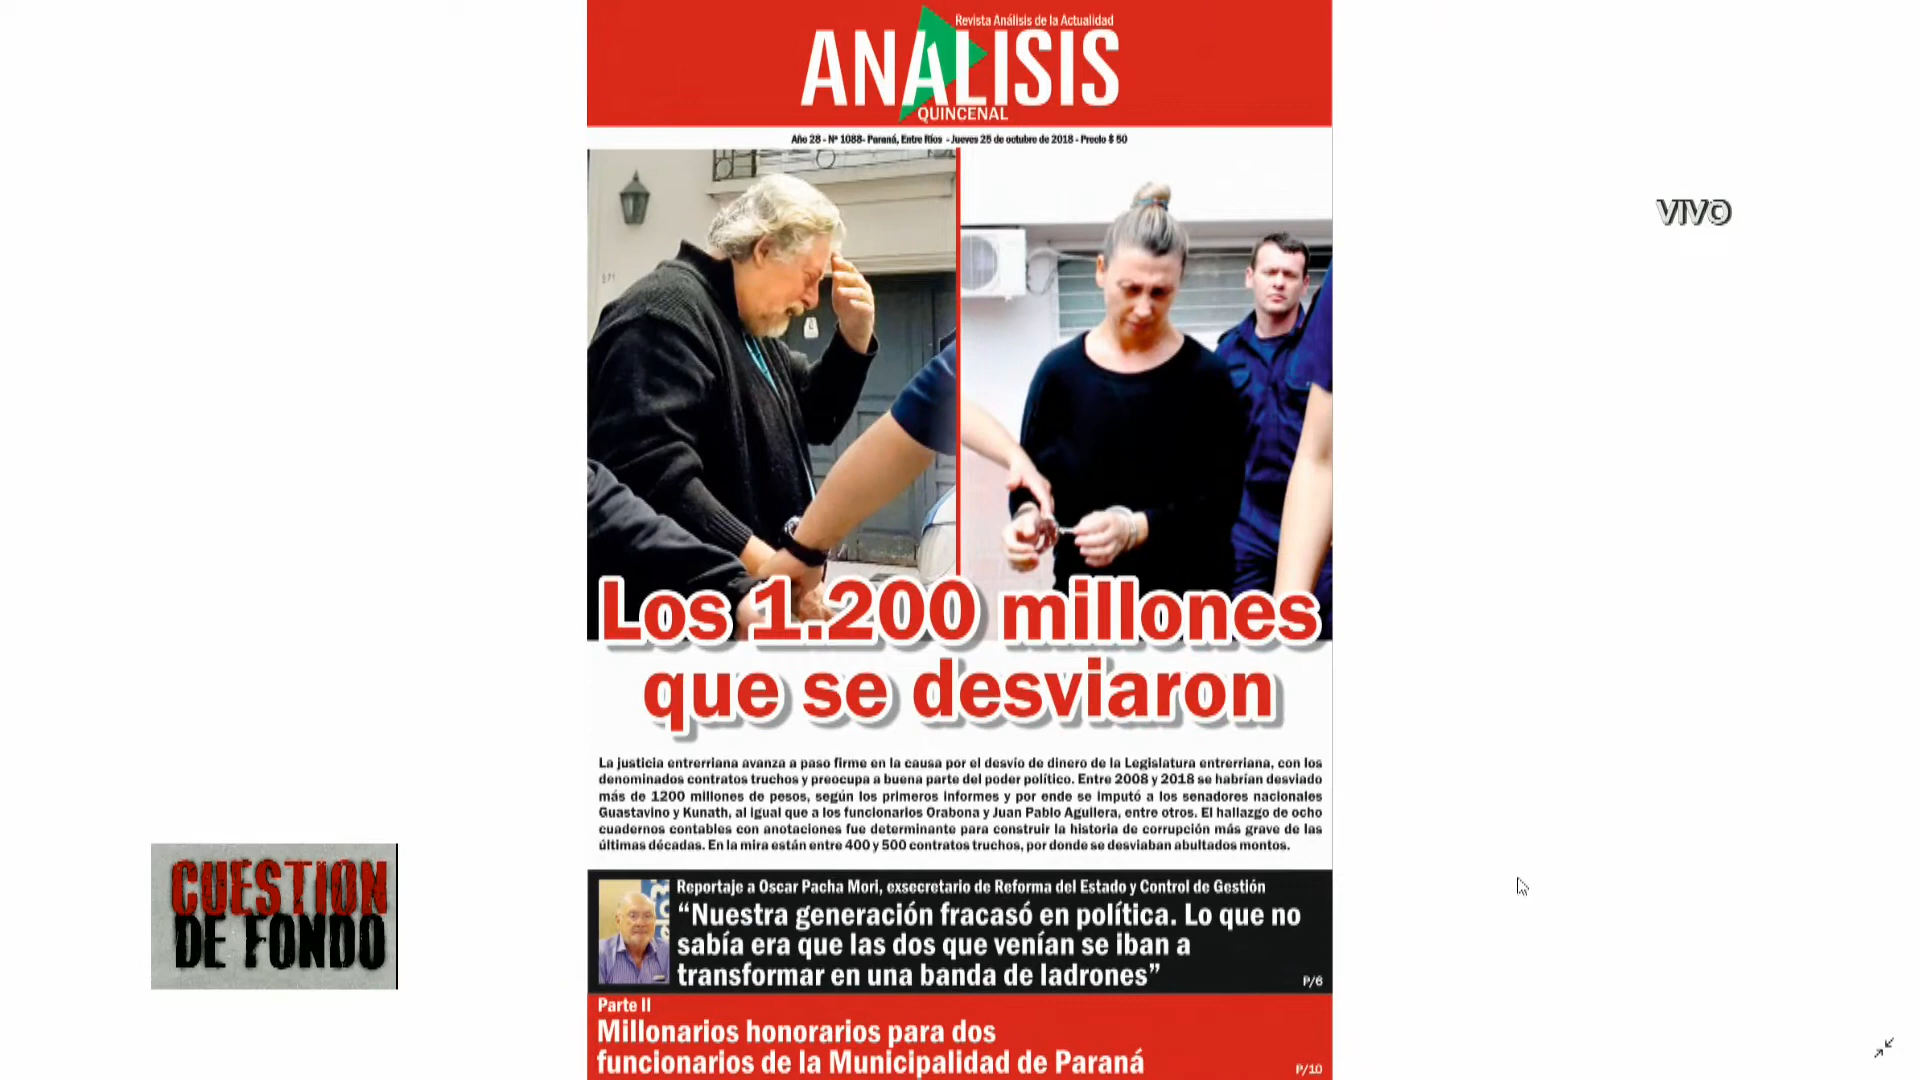 Revista Análisis de la Actualidad
ANALISIS
QUINCENAL
Año 28 - Nº 1088- Paraná, Entre Ríos - Jueves 25 de octubre de 2018 - Precio $ 50
VIVO
Los 1.200 millones
que se desviaron
La justicia entrerriana avanza a paso firme en la causa por el desvío de dinero de la Legislatura entrerriana, con los
denominados contratos truchos y preocupa a buena parte del poder político. Entre 2008 y 2018 se habrían desviado
más de 1200 millones de pesos, según los primeros informes y por ende se imputó a los senadores nacionales
Guastavino y Kunath, al igual que a los funcionarios Orabona y Juan Pablo Aguilera, entre otros. El hallazgo de ocho
cuadernos contables con anotaciones fue determinante para construir la historia de corrupción más grave de las
últimas décadas. En la mira están entre 400 y 500 contratos truchos, por donde se desviaban abultados montos.
CUESTION
DE FONDO
Reportaje a Oscar Pacha Mori, exsecretario de Reforma del Estado y Control de Gestión
“Nuestra generación fracasó en política. Lo que no
sabía era que las dos que venían se iban a
transformar en una banda de ladrones”
P/6
Parte II
Millonarios honorarios para dos
funcionarios de la Municipalidad de Paraná
P/10